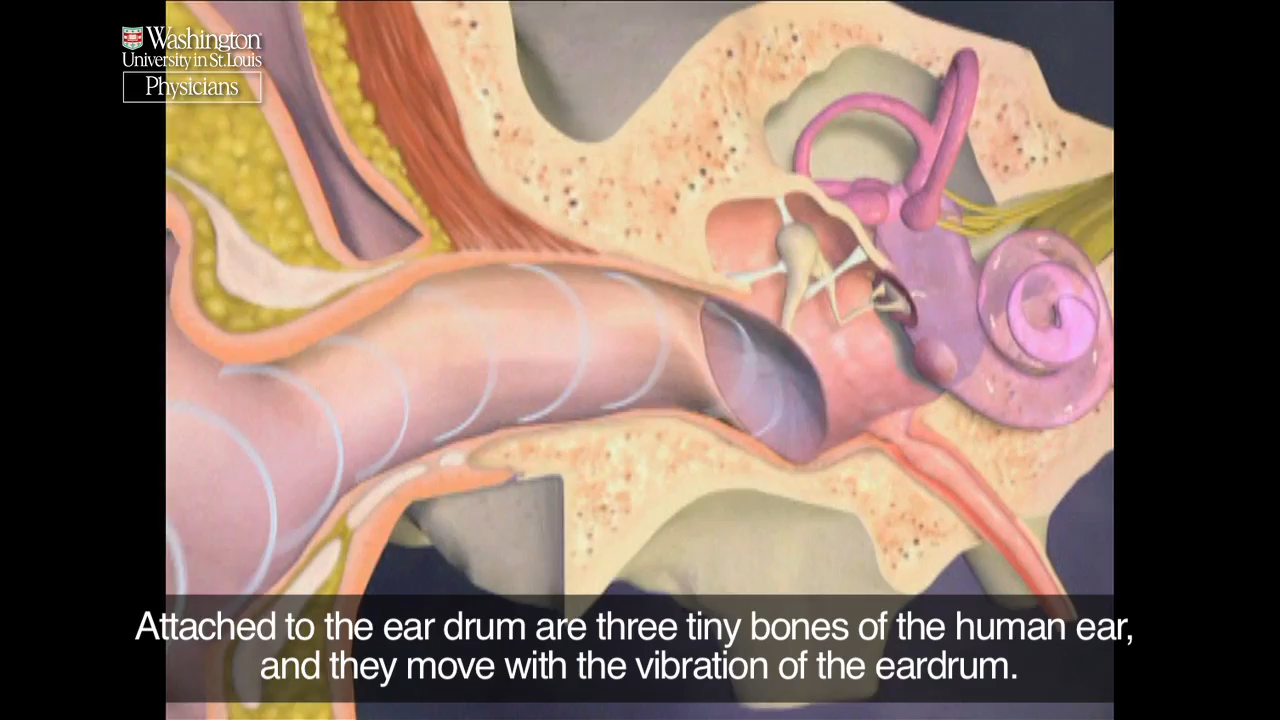 Washington
University in St. Louis
Physicians
Attached to the ear drum are three tiny bones of the human ear,
and they move with the vibration of the eardrum.